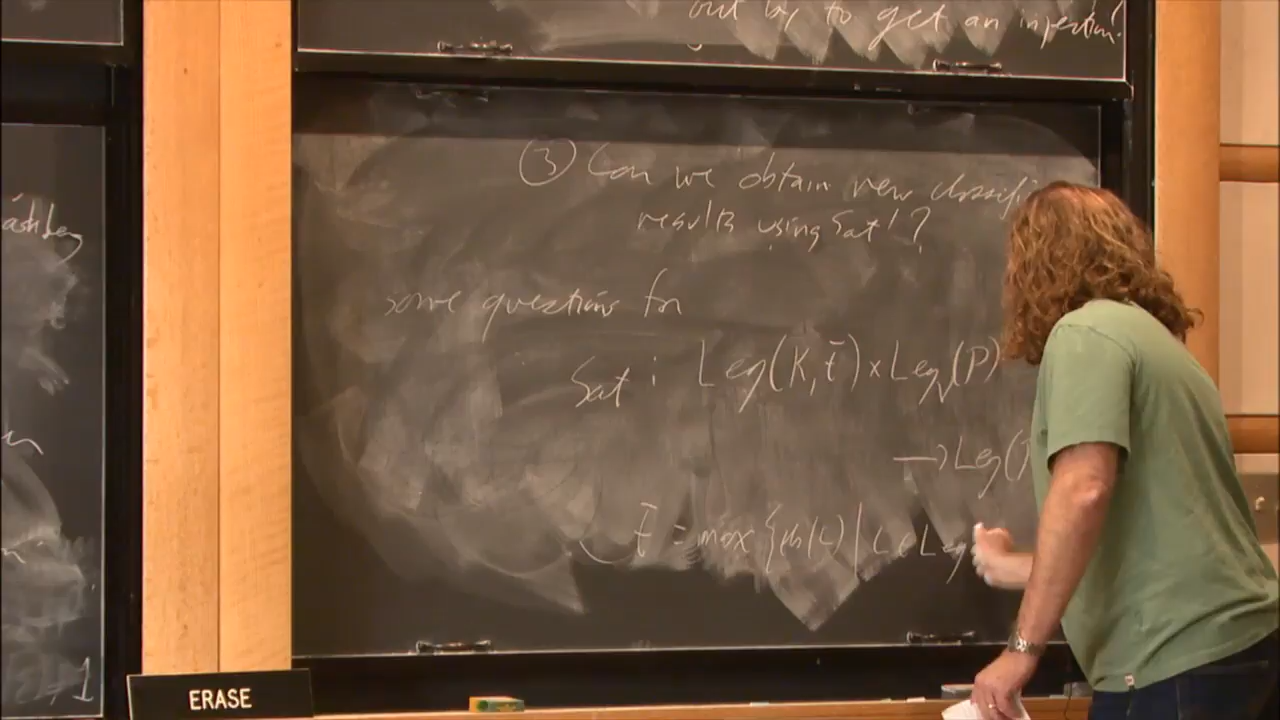 out by to get an injection!
③ Can we obtain new classifi
results using Sat'?
some questions for
Sat : Leg(K, t̄) × Leg_V(P)
→ Leg(
t̄ = max {tb(L) | L ∈ Leg
1
ERASE